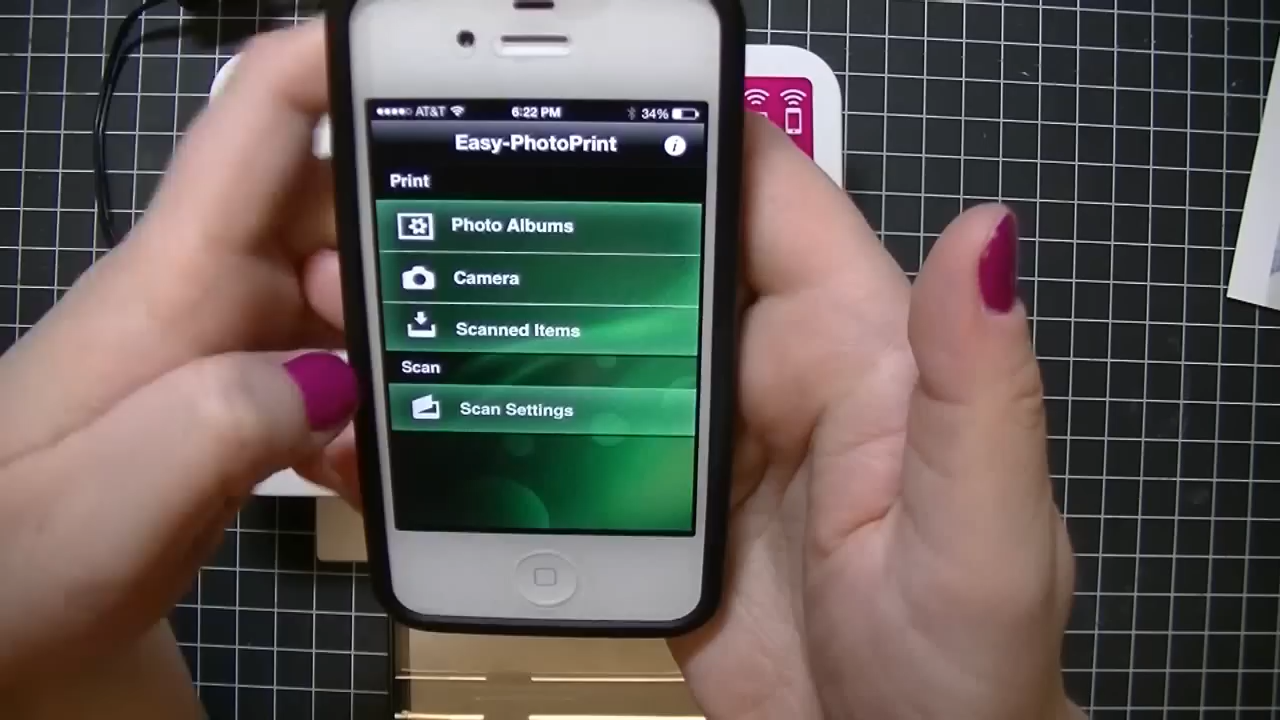 AT&T 6:22 PM 34%
Easy-PhotoPrint
Print
Photo Albums
Camera
Scanned Items
Scan
Scan Settings